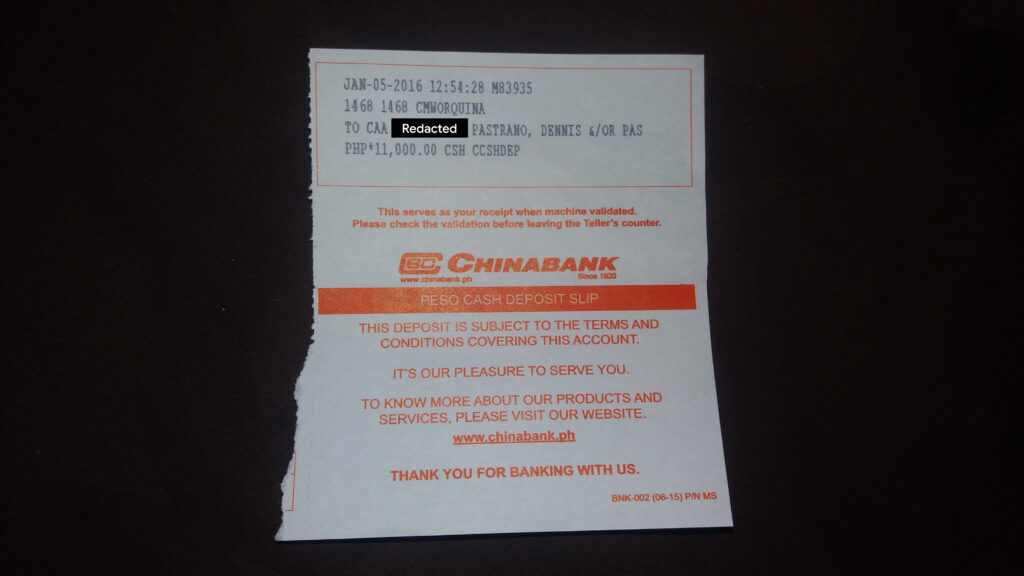 JAN-05-2016 12:54:28 M83935
1468 1468 CMWORQUINA
TO CAA Redacted PASTRANO, DENNIS &/OR PAS
PHP*11,000.00 CSH CCSHDEP
This serves as your receipt when machine validated.
Please check the validation before leaving the Teller's counter.
CBC CHINABANK
www.chinabank.ph Since 1920
PESO CASH DEPOSIT SLIP
THIS DEPOSIT IS SUBJECT TO THE TERMS AND
CONDITIONS COVERING THIS ACCOUNT.
IT'S OUR PLEASURE TO SERVE YOU.
TO KNOW MORE ABOUT OUR PRODUCTS AND
SERVICES, PLEASE VISIT OUR WEBSITE.
www.chinabank.ph
THANK YOU FOR BANKING WITH US.
BNK-002 (06-15) P/N MS